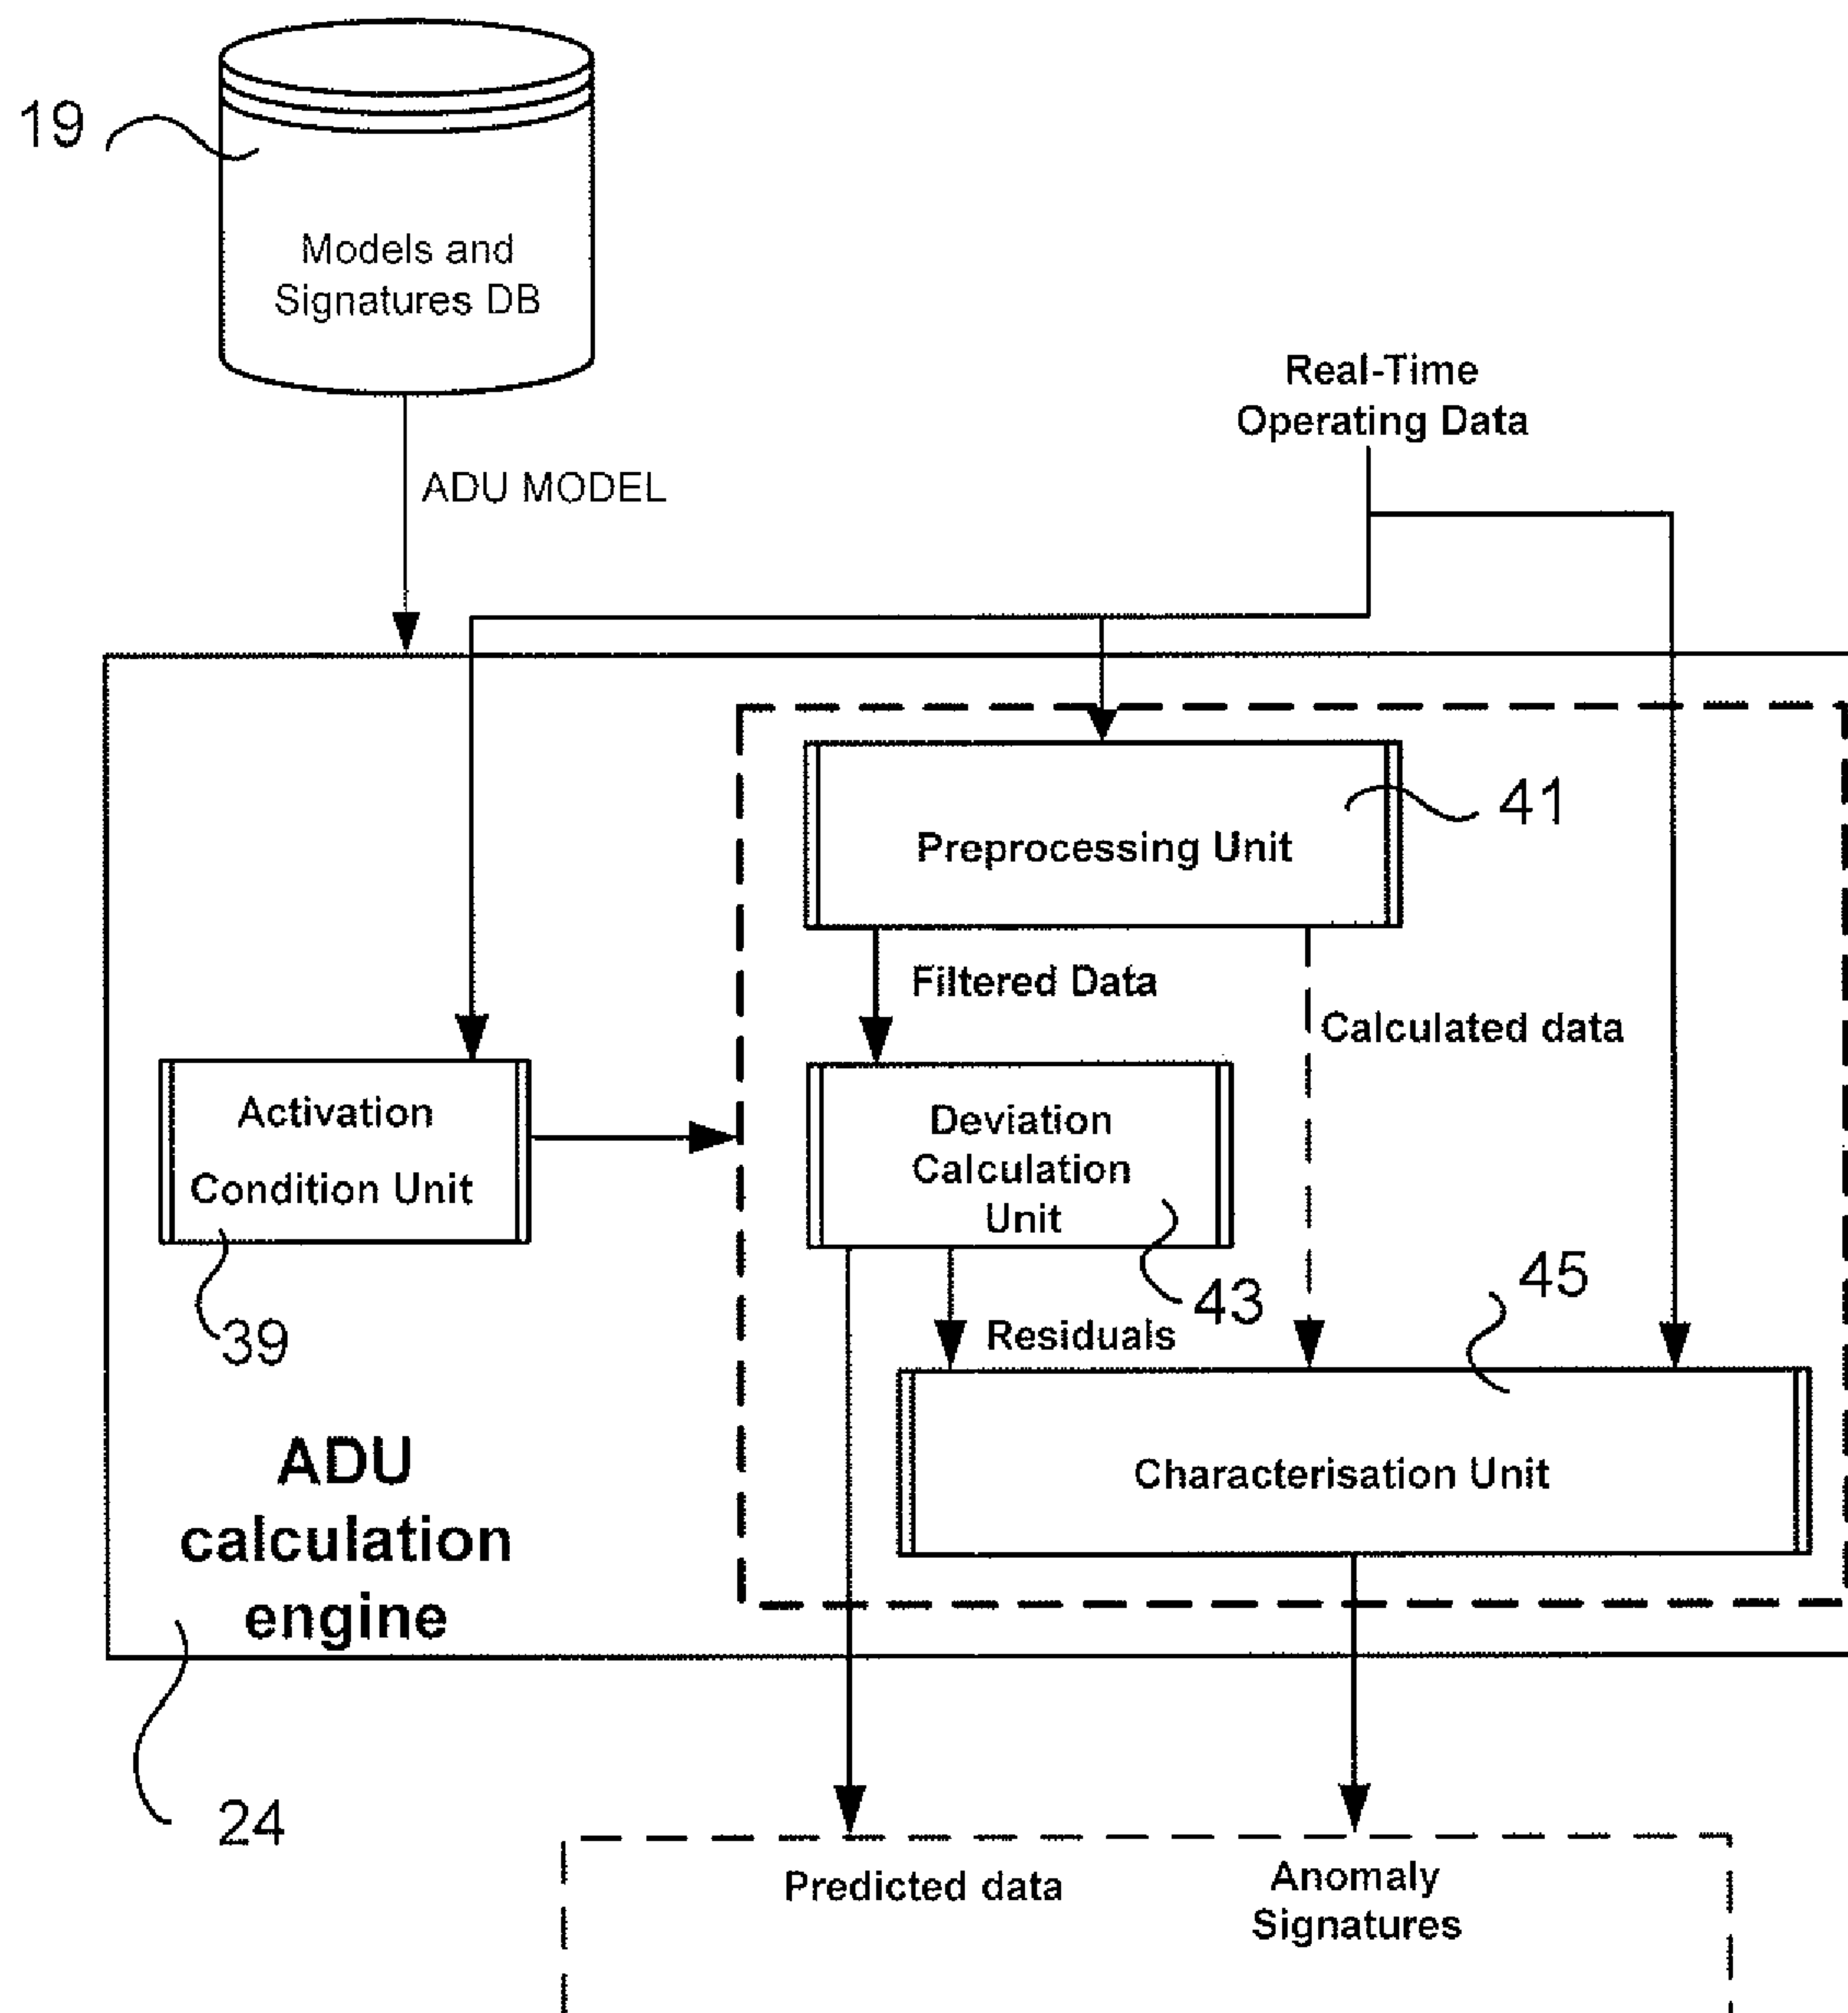 19
Models and
Signatures DB
Real-Time
Operating Data
ADU MODEL
41
Preprocessing Unit
Filtered Data
Calculated data
Activation
Condition Unit
39
Deviation
Calculation
Unit
43
45
Residuals
Characterisation Unit
ADU
calculation
engine
24
Predicted data
Anomaly
Signatures